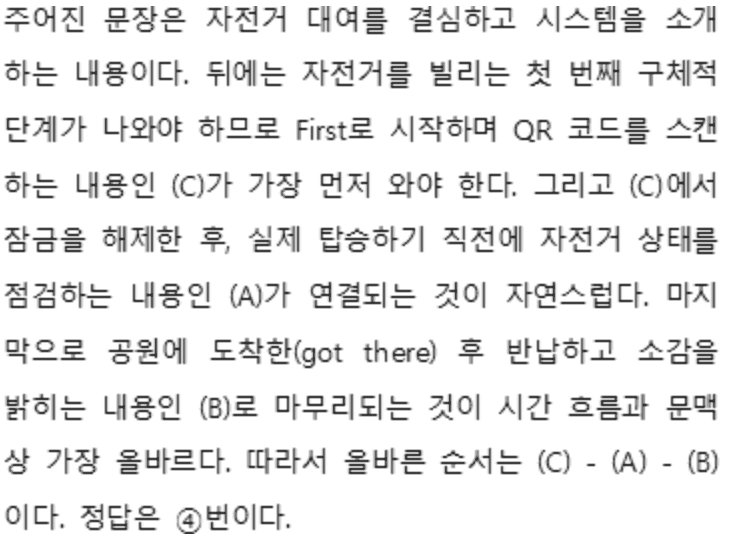 주어진 문장은 자전거 대여를 결심하고 시스템을 소개
하는 내용이다. 뒤에는 자전거를 빌리는 첫 번째 구체적
단계가 나와야 하므로 First로 시작하며 QR 코드를 스캔
하는 내용인 (C)가 가장 먼저 와야 한다. 그리고 (C)에서
잠금을 해제한 후, 실제 탑승하기 직전에 자전거 상태를
점검하는 내용인 (A)가 연결되는 것이 자연스럽다. 마지
막으로 공원에 도착한(got there) 후 반납하고 소감을
밝히는 내용인 (B)로 마무리되는 것이 시간 흐름과 문맥
상 가장 올바르다. 따라서 올바른 순서는 (C) - (A) - (B)
이다. 정답은 ④번이다.